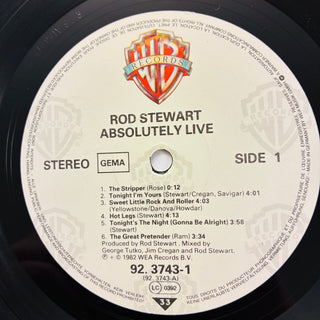 WB
RECORDS
ROD STEWART
ABSOLUTELY LIVE
STEREO GEMA SIDE 1
1. The Stripper (Rose) 0:12
2. Tonight I'm Yours (Stewart/Cregan, Savigar) 4:01
3. Sweet Little Rock And Roller 4:03
(Yellowstone/Danova/Howdar)
4. Hot Legs (Stewart) 4:13
5. Tonight's The Night (Gonna Be Alright) 3:58
(Stewart)
6. The Great Pretender (Ram) 3:34
Produced by Rod Stewart . Mixed by
George Tutko, Jim Cregan and Rod Stewart.
℗ + © 1982 WEA Records B.V.
92. 3743-1
(92. 3743-A)
LC 0392
33